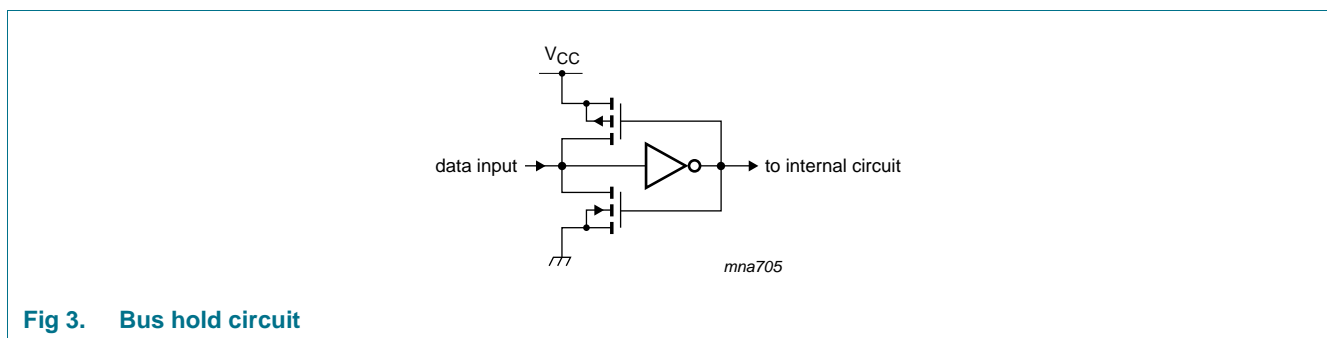 VCC
data input
to internal circuit
mna705
Fig 3. Bus hold circuit